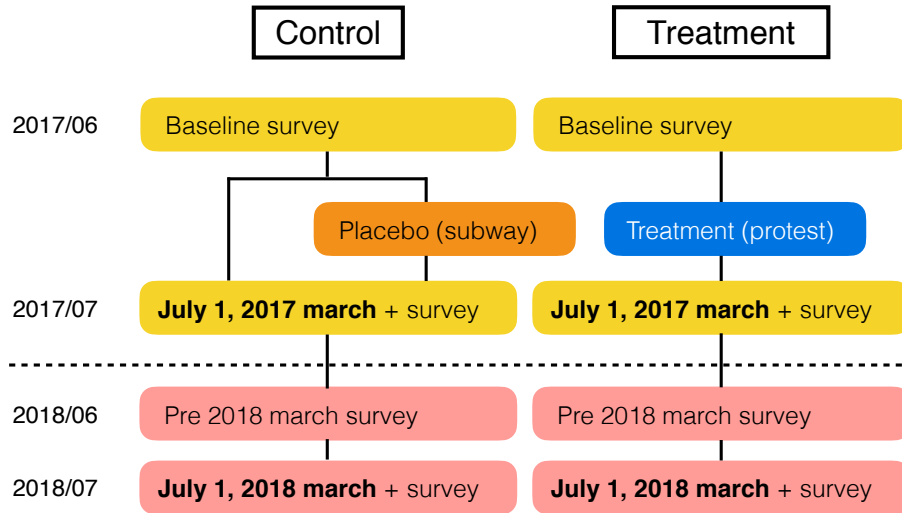 Control
Treatment
2017/06
Baseline survey
Baseline survey
Placebo (subway)
Treatment (protest)
2017/07
July 1, 2017 march + survey
July 1, 2017 march + survey
2018/06
Pre 2018 march survey
Pre 2018 march survey
2018/07
July 1, 2018 march + survey
July 1, 2018 march + survey